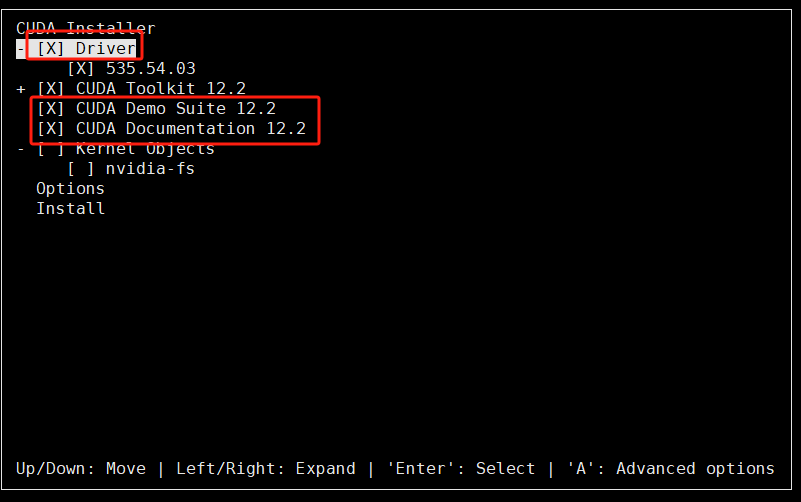 CUDA Installer
- [X] Driver
[X] 535.54.03
+ [X] CUDA Toolkit 12.2
[X] CUDA Demo Suite 12.2
[X] CUDA Documentation 12.2
- [ ] Kernel Objects
[ ] nvidia-fs
Options
Install
Up/Down: Move | Left/Right: Expand | 'Enter': Select | 'A': Advanced options